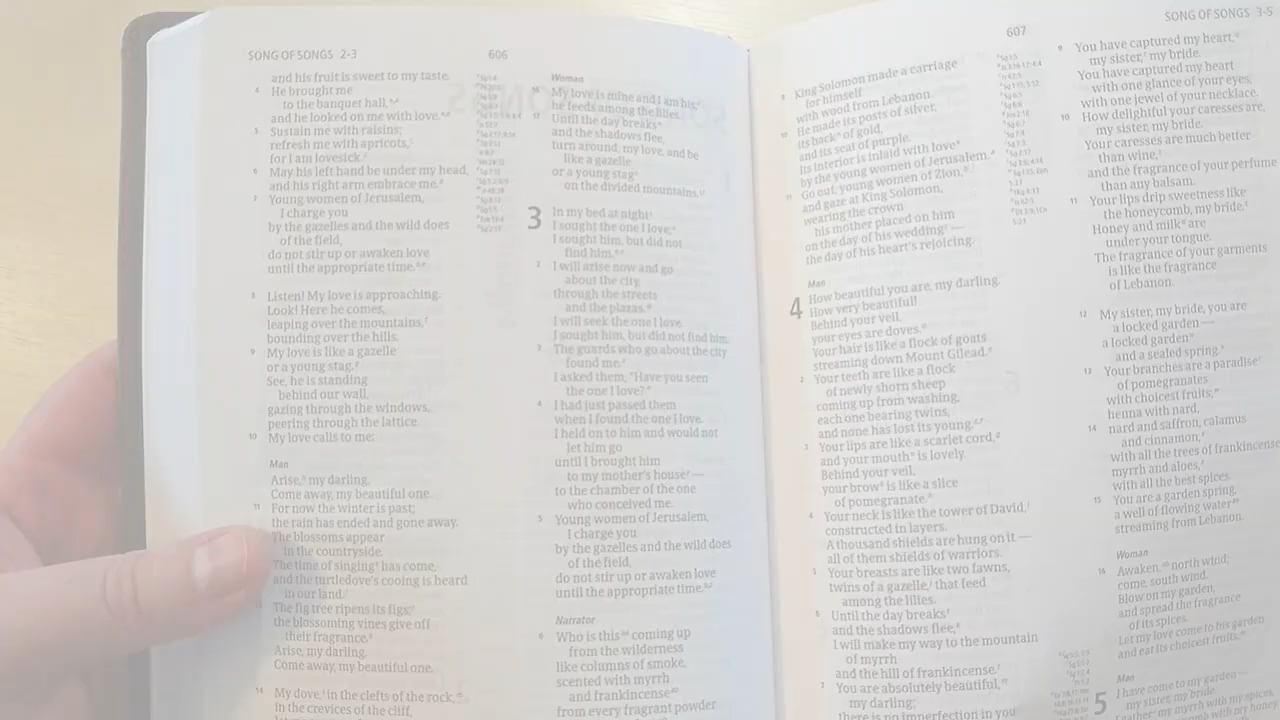 SONG OF SONGS 2-3
606
and his fruit is sweet to my taste.
4 He brought me
to the banquet hall,
and he looked on me with love.
5 Sustain me with raisins;
refresh me with apricots,
for I am lovesick.
6 May his left hand be under my head,
and his right arm embrace me.
7 Young women of Jerusalem,
I charge you
by the gazelles and the wild does
of the field,
do not stir up or awaken love
until the appropriate time.
8 Listen! My love is approaching.
Look! Here he comes,
leaping over the mountains,
bounding over the hills.
9 My love is like a gazelle
or a young stag.
See, he is standing
behind our wall,
gazing through the windows,
peering through the lattice.
10 My love calls to me:
Man
Arise, my darling.
Come away, my beautiful one.
11 For now the winter is past;
the rain has ended and gone away.
The blossoms appear
in the countryside.
The time of singing has come,
and the turtledove's cooing is heard
in our land.
13 The fig tree ripens its figs;
the blossoming vines give off
their fragrance.
Arise, my darling.
Come away, my beautiful one.
14 My dove, in the clefts of the rock,
in the crevices of the cliff,
Woman
16 My love is mine and I am his;
he feeds among the lilies.
17 Until the day breaks
and the shadows flee,
turn around, my love, and be
like a gazelle
or a young stag
on the divided mountains.
3 In my bed at night
I sought the one I love;
I sought him, but did not
find him.
2 I will arise now and go
about the city,
through the streets
and the plazas.
I will seek the one I love.
I sought him, but did not find him.
3 The guards who go about the city
found me.
I asked them, "Have you seen
the one I love?"
4 I had just passed them
when I found the one I love.
I held on to him and would not
let him go
until I brought him
to my mother's house —
to the chamber of the one
who conceived me.
5 Young women of Jerusalem,
I charge you
by the gazelles and the wild does
of the field,
do not stir up or awaken love
until the appropriate time.
Narrator
6 Who is this coming up
from the wilderness
like columns of smoke,
scented with myrrh
and frankincense
from every fragrant powder
607
SONG OF SONGS 3-5
9 King Solomon made a carriage
for himself
with wood from Lebanon.
10 He made its posts of silver,
its back of gold,
and its seat of purple.
Its interior is inlaid with love
by the young women of Jerusalem.
11 Go out, young women of Zion,
and gaze at King Solomon,
wearing the crown
his mother placed on him
on the day of his wedding —
the day of his heart's rejoicing.
Man
4 How beautiful you are, my darling.
How very beautiful!
Behind your veil,
your eyes are doves.
Your hair is like a flock of goats
streaming down Mount Gilead.
2 Your teeth are like a flock
of newly shorn sheep
coming up from washing,
each one bearing twins,
and none has lost its young.
3 Your lips are like a scarlet cord,
and your mouth is lovely.
Behind your veil,
your brow is like a slice
of pomegranate.
4 Your neck is like the tower of David,
constructed in layers.
A thousand shields are hung on it —
all of them shields of warriors.
5 Your breasts are like two fawns,
twins of a gazelle, that feed
among the lilies.
6 Until the day breaks
and the shadows flee,
I will make my way to the mountain
of myrrh
and the hill of frankincense.
7 You are absolutely beautiful,
my darling;
there is no imperfection in you
9 You have captured my heart,
my sister, my bride.
You have captured my heart
with one glance of your eyes,
with one jewel of your necklace.
10 How delightful your caresses are,
my sister, my bride.
Your caresses are much better
than wine,
and the fragrance of your perfume
than any balsam.
11 Your lips drip sweetness like
the honeycomb, my bride.
Honey and milk are
under your tongue.
The fragrance of your garments
is like the fragrance
of Lebanon.
12 My sister, my bride, you are
a locked garden —
a locked garden
and a sealed spring.
13 Your branches are a paradise
of pomegranates
with choicest fruits;
henna with nard,
14 nard and saffron, calamus
and cinnamon,
with all the trees of frankincense
myrrh and aloes,
with all the best spices.
15 You are a garden spring,
a well of flowing water
streaming from Lebanon.
Woman
16 Awaken, north wind;
come, south wind.
Blow on my garden,
and spread the fragrance
of its spices.
Let my love come to his garden
and eat its choicest fruits.
Man
5 I have come to my garden —
my sister, my bride.
I gather my myrrh with my spices.
with my honey